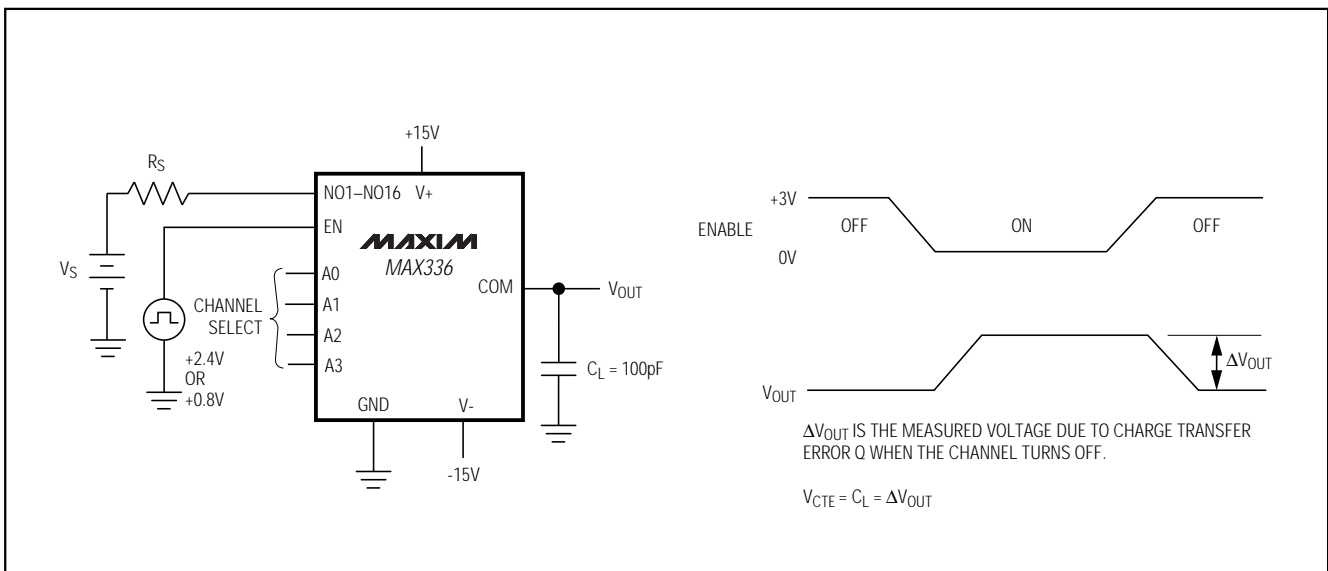 +15V
RS
NO1–NO16 V+
EN
MAXIM
MAX336
VS
A0
A1
A2
A3
CHANNEL
SELECT
COM
VOUT
+2.4V
OR
+0.8V
CL = 100pF
GND
V-
-15V
+3V
ENABLE
OFF
ON
OFF
0V
VOUT
ΔVOUT
ΔVOUT IS THE MEASURED VOLTAGE DUE TO CHARGE TRANSFER
ERROR Q WHEN THE CHANNEL TURNS OFF.
VCTE = CL = ΔVOUT